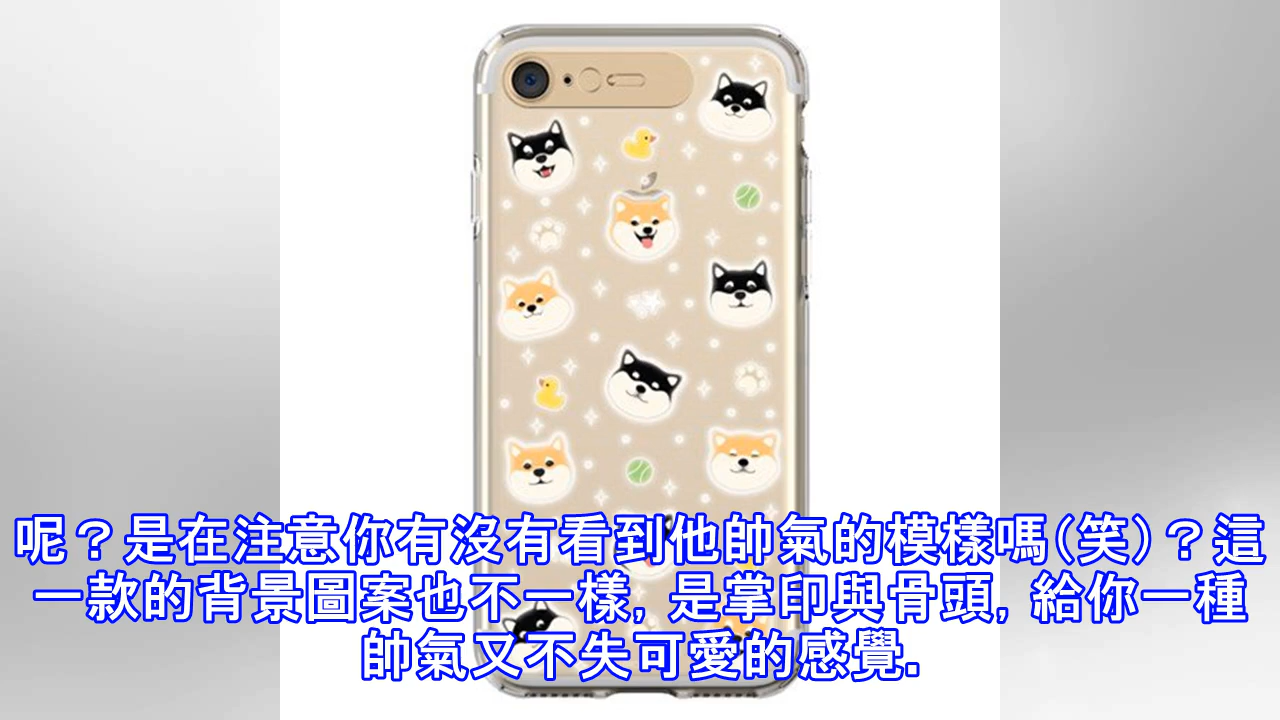 呢？是在注意你有沒有看到他帥氣的模樣嗎(笑)？這
一款的背景圖案也不一樣, 是掌印與骨頭, 給你一種
帥氣又不失可愛的感覺.